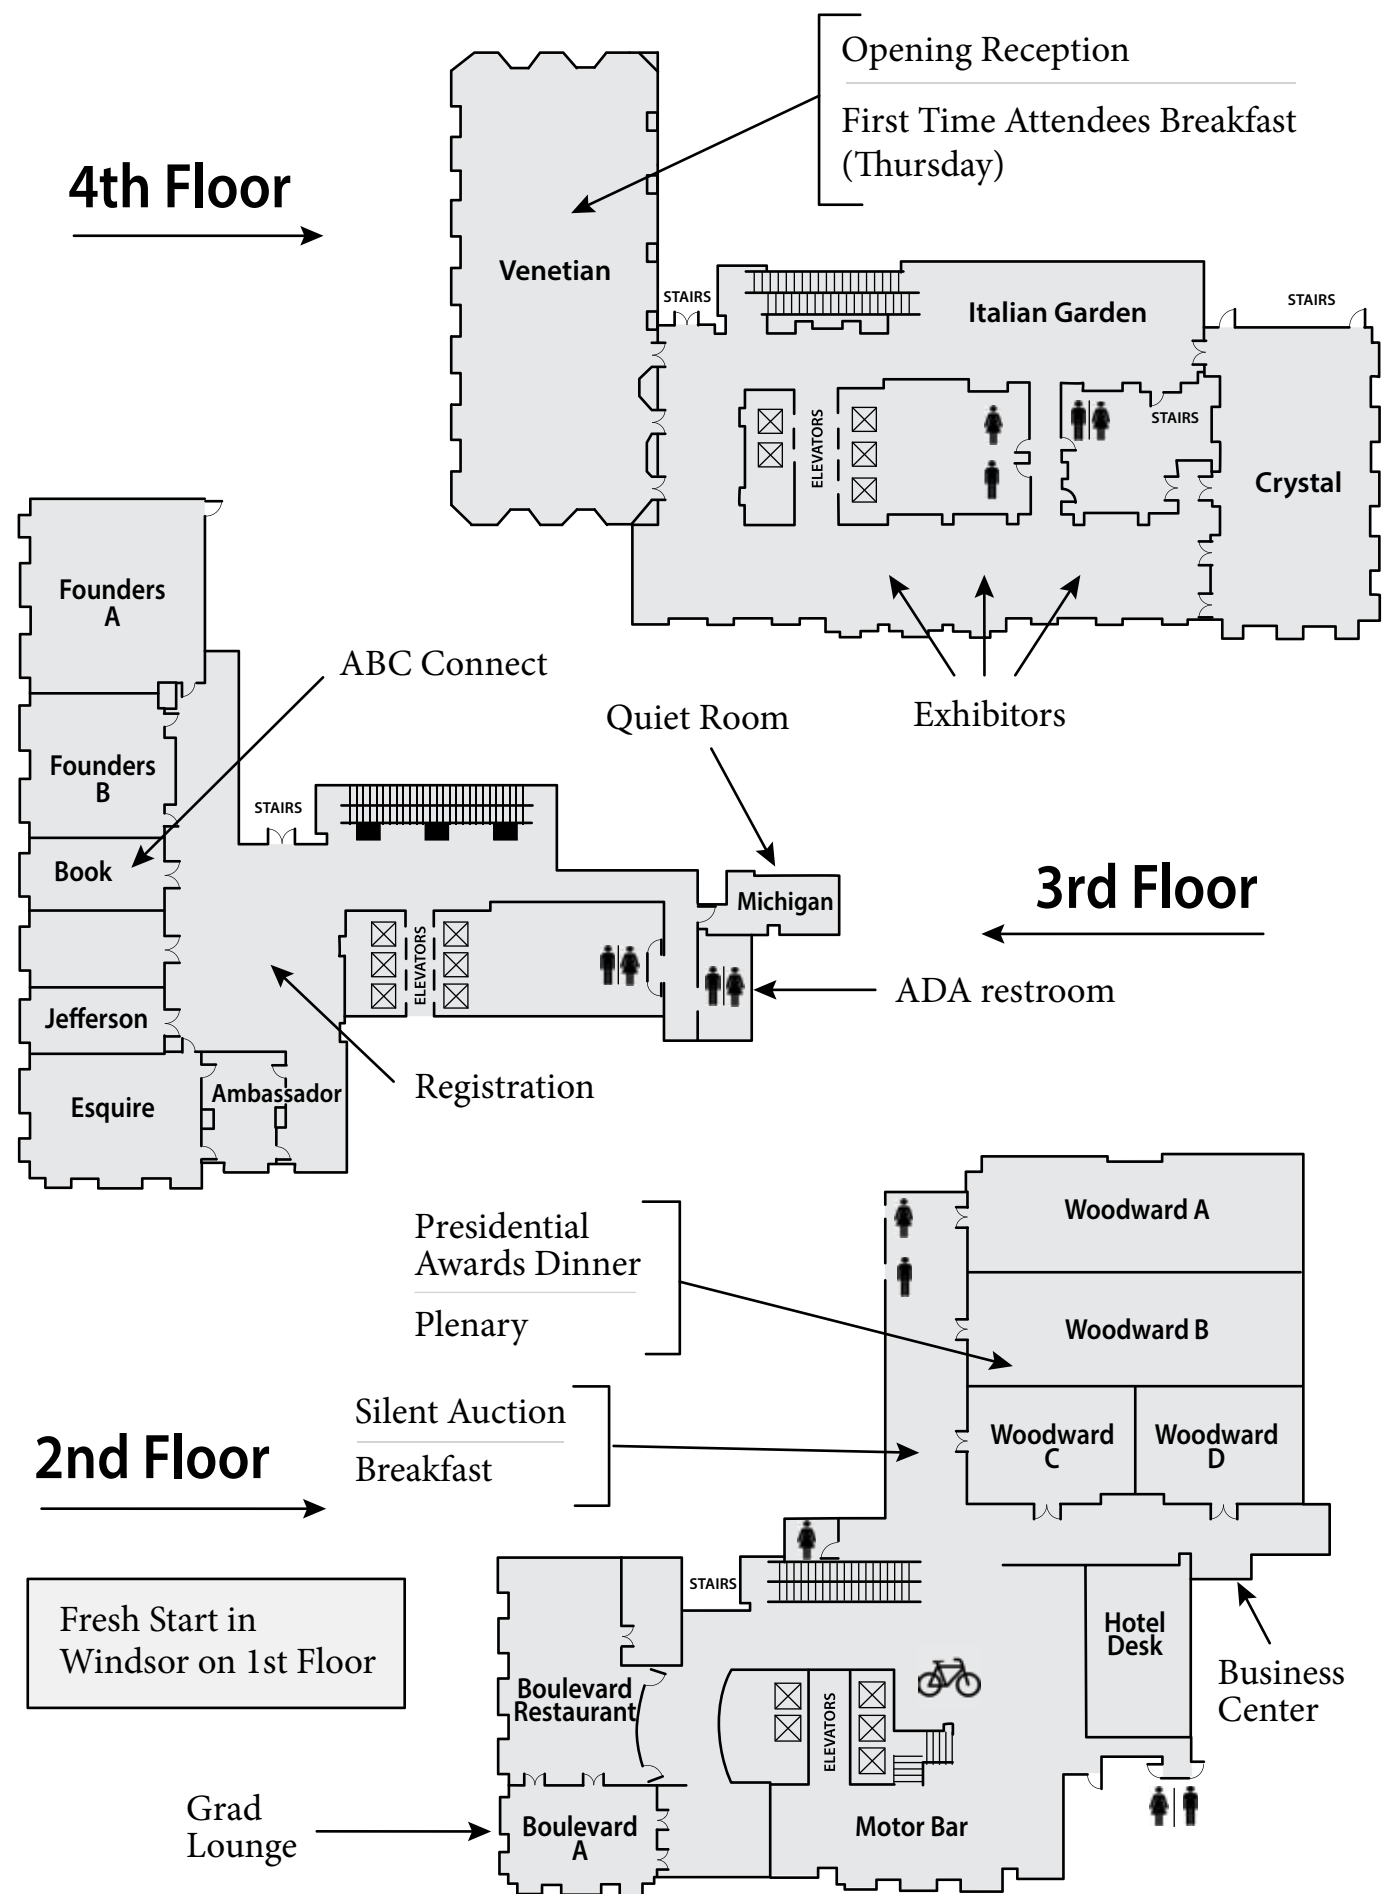 Opening Reception
First Time Attendees Breakfast
(Thursday)
4th Floor
Venetian
STAIRS
Italian Garden
STAIRS
ELEVATORS
STAIRS
Crystal
Exhibitors
Founders
A
ABC Connect
Quiet Room
Founders
B
STAIRS
Book
Michigan
3rd Floor
ELEVATORS
ADA restroom
Jefferson
Registration
Esquire
Ambassador
Presidential
Awards Dinner
Plenary
Woodward A
Woodward B
Silent Auction
Breakfast
Woodward
C
Woodward
D
2nd Floor
STAIRS
Fresh Start in
Windsor on 1st Floor
Hotel
Desk
Business
Center
Boulevard
Restaurant
ELEVATORS
Grad
Lounge
Boulevard
A
Motor Bar